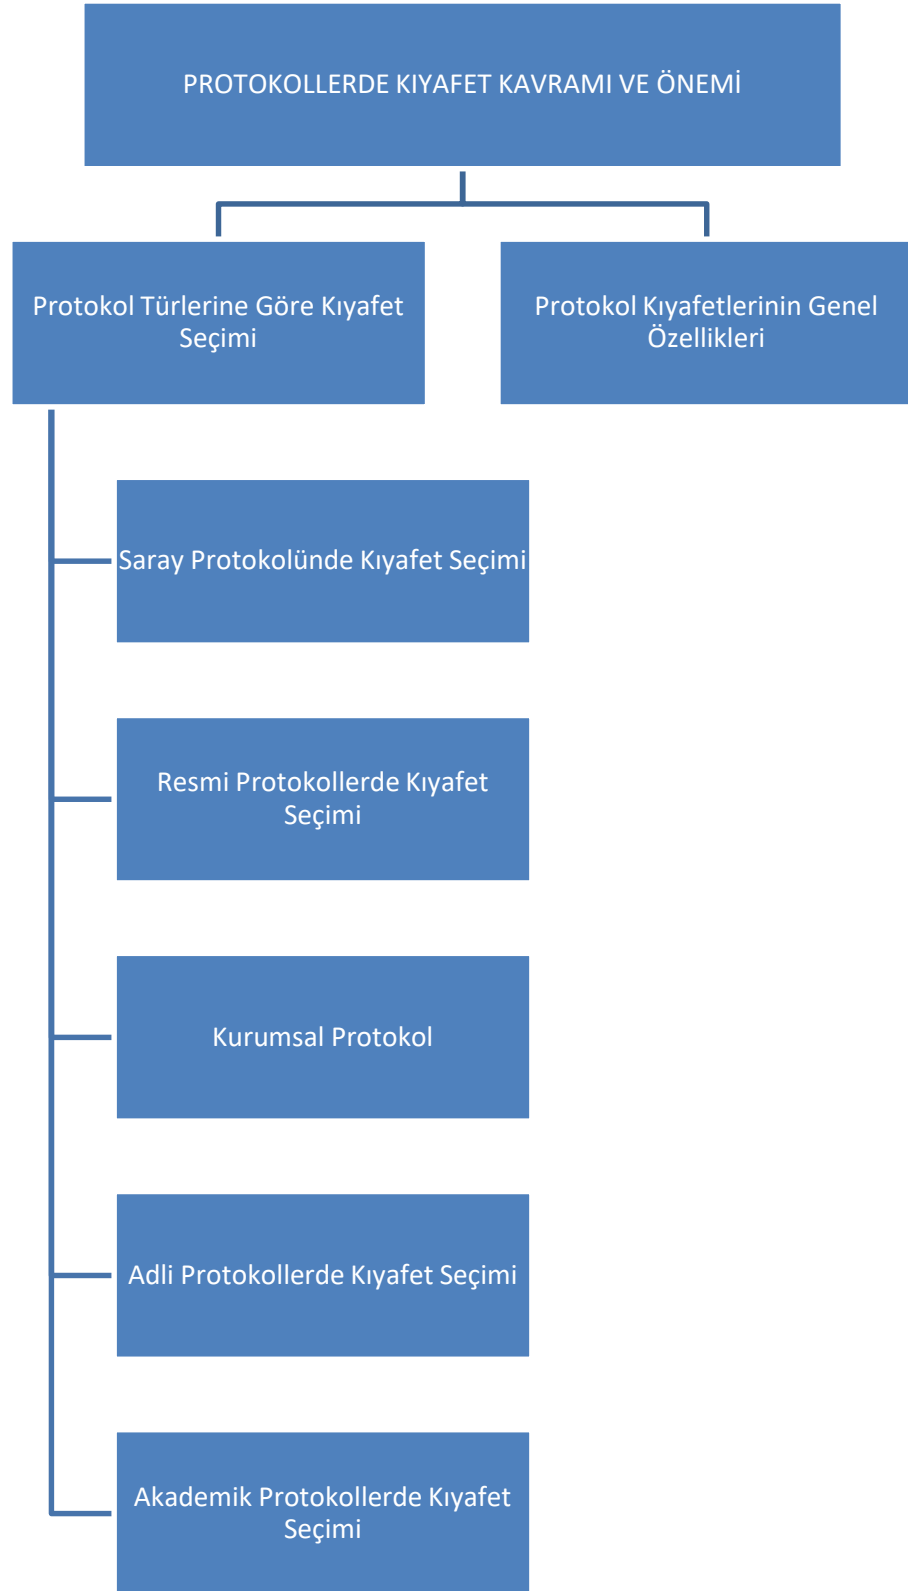 PROTOKOLLERDE KIYAFET KAVRAMI VE ÖNEMİ
Protokol Türlerine Göre Kıyafet
Seçimi
Protokol Kıyafetlerinin Genel
Özellikleri
Saray Protokolünde Kıyafet Seçimi
Resmi Protokollerde Kıyafet
Seçimi
Kurumsal Protokol
Adli Protokollerde Kıyafet Seçimi
Akademik Protokollerde Kıyafet
Seçimi